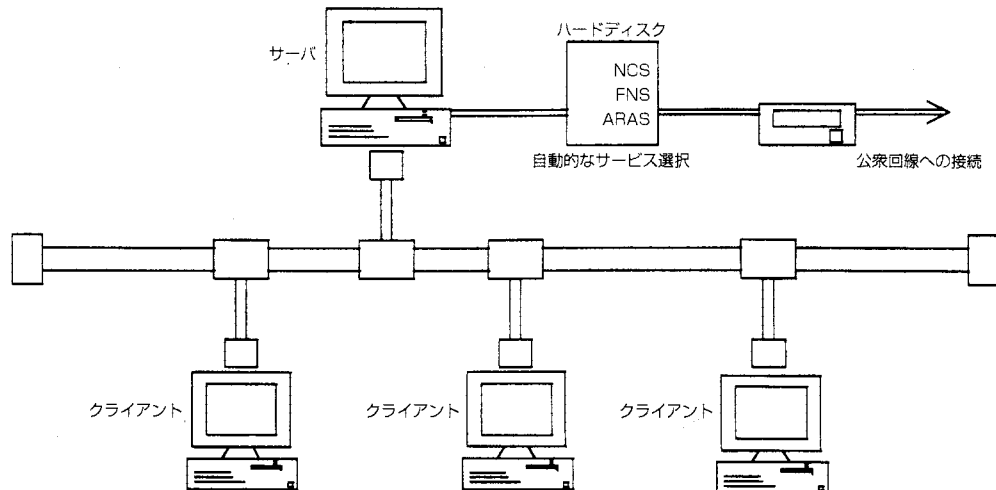 ハードディスク
サーバ
NCS
FNS
ARAS
自動的なサービス選択
公衆回線への接続
クライアント
クライアント
クライアント